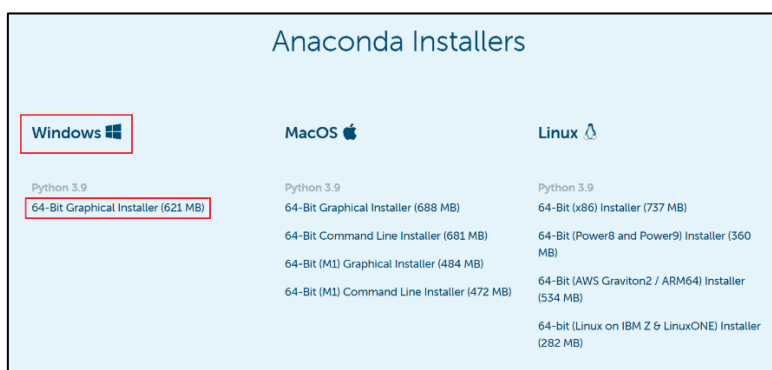 Anaconda Installers
Windows
Python 3.9
64-Bit Graphical Installer (621 MB)
MacOS
Python 3.9
64-Bit Graphical Installer (688 MB)
64-Bit Command Line Installer (681 MB)
64-Bit (M1) Graphical Installer (484 MB)
64-Bit (M1) Command Line Installer (472 MB)
Linux
Python 3.9
64-Bit (x86) Installer (737 MB)
64-Bit (Power8 and Power9) Installer (360
MB)
64-Bit (AWS Graviton2 / ARM64) Installer
(534 MB)
64-bit (Linux on IBM Z & LinuxONE) Installer
(282 MB)